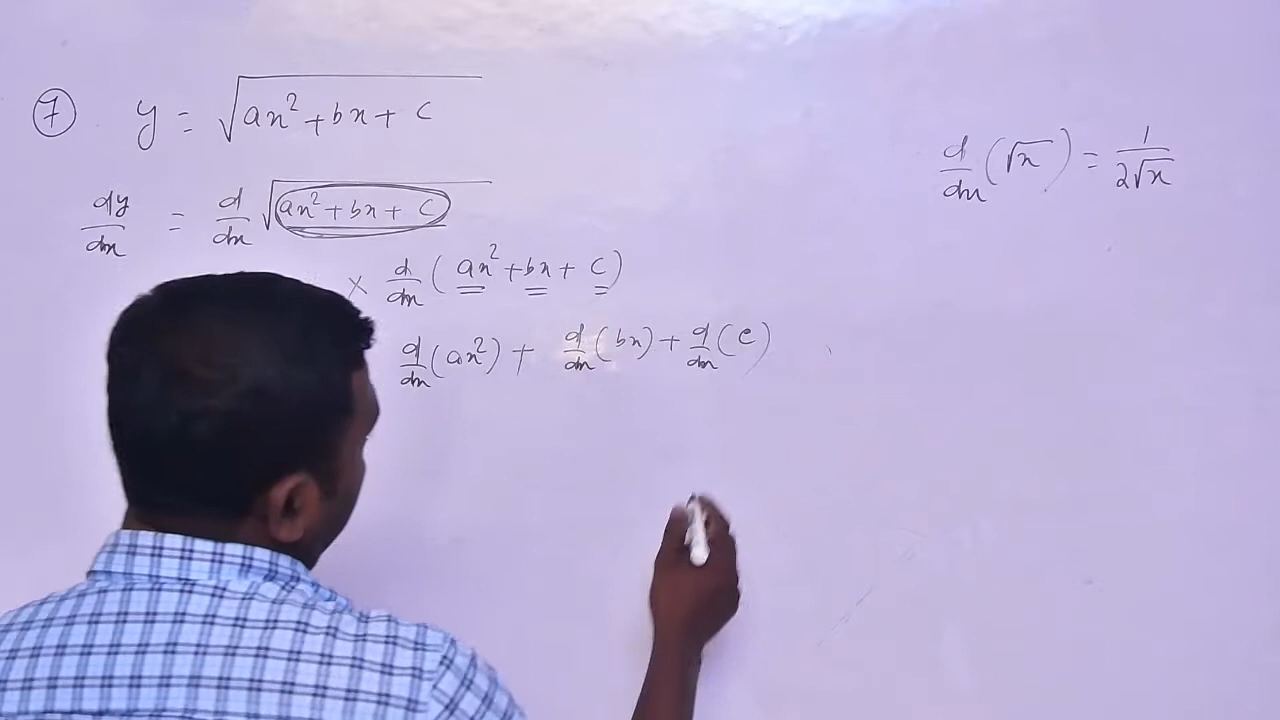 ⑦ y = √(ax² + bx + c)
d/dx (√x) = 1/(2√x)
dy/dx = d/dx √(ax² + bx + c)
× d/dx (ax² + bx + c)
d/dx (ax²) + d/dx (bx) + d/dx (c)